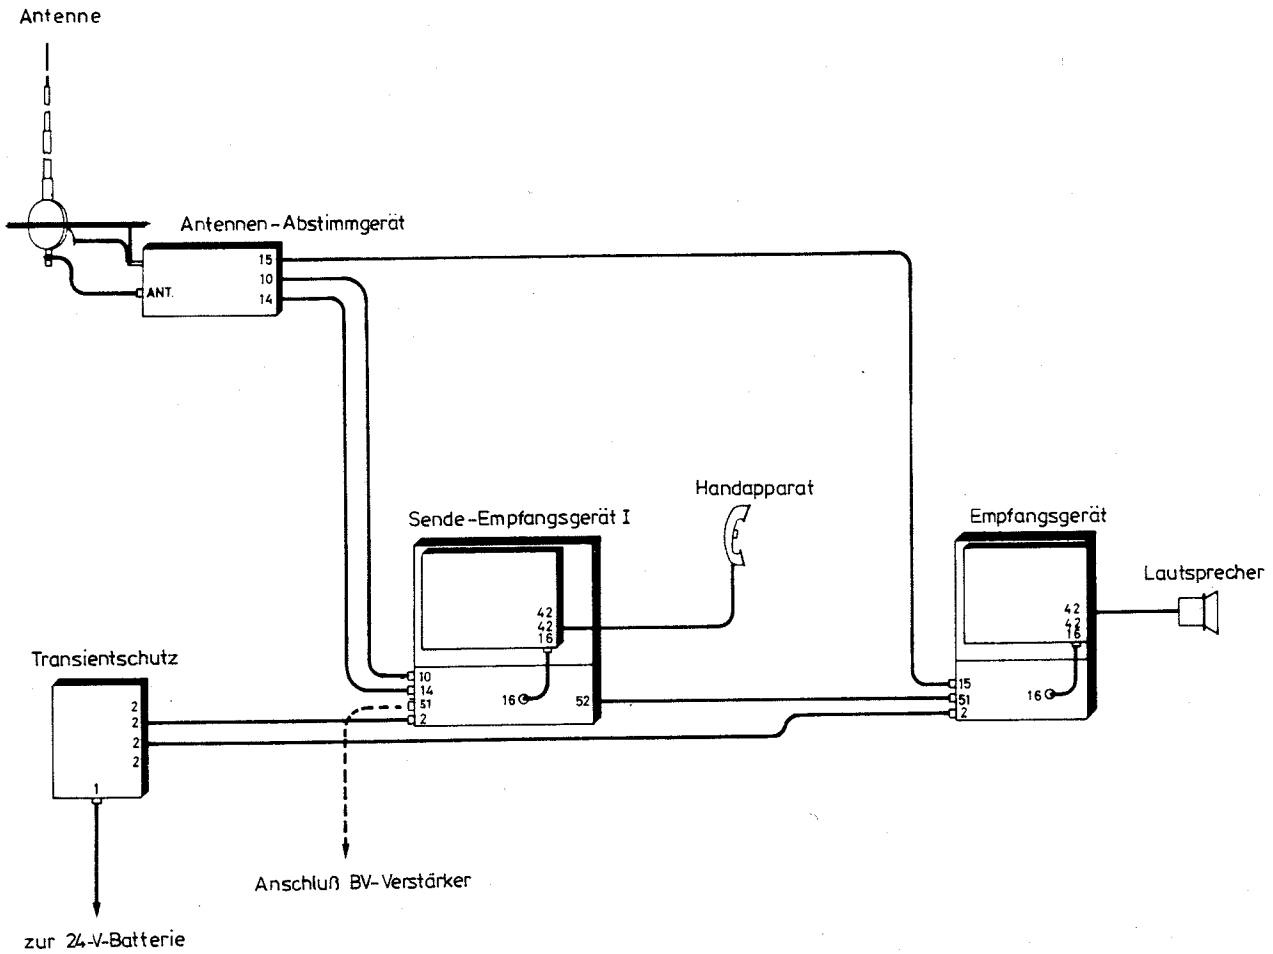 Antenne
Antennen-Abstimmgerät
15
10
ANT.
14
Handapparat
Sende-Empfangsgerät I
Empfangsgerät
Lautsprecher
42
42
16
42
42
16
Transientschutz
10
14
51
2
16
52
15
51
2
16
2
2
2
2
1
Anschluß BV-Verstärker
zur 24-V-Batterie